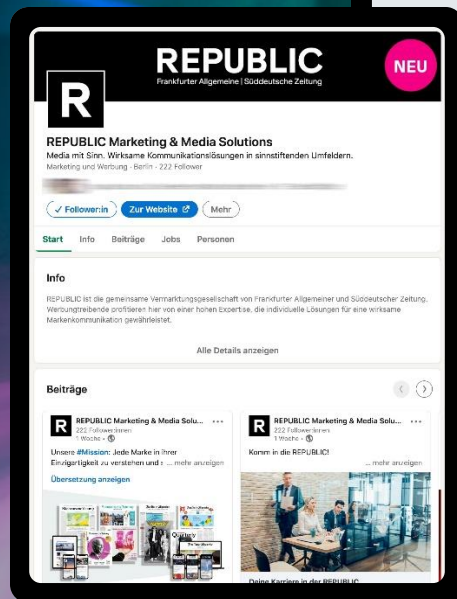 REPUBLIC
Frankfurter Allgemeine | Süddeutsche Zeitung
NEU
R
REPUBLIC Marketing & Media Solutions
Media mit Sinn. Wirksame Kommunikationslösungen in sinnstiftenden Umfeldern.
Marketing und Werbung · Berlin · 222 Follower
✓ Follower:in Zur Website Mehr
Start Info Beiträge Jobs Personen
Info
REPUBLIC ist die gemeinsame Vermarktungsgesellschaft von Frankfurter Allgemeiner und Süddeutscher Zeitung.
Werbungtreibende profitieren hier von einer hohen Expertise, die individuelle Lösungen für eine wirksame
Markenkommunikation gewährleistet.
Alle Details anzeigen
Beiträge
R
REPUBLIC Marketing & Media Solu...
222 Follower:innen
1 Woche
Unsere #Mission: Jede Marke in ihrer
Einzigartigkeit zu verstehen und ... mehr anzeigen
Übersetzung anzeigen
Quarterly
R
REPUBLIC Marketing & Media Solu...
222 Follower:innen
1 Woche
Komm in die REPUBLIC!
... mehr anzeigen
Deine Karriere in der REPUBLIC